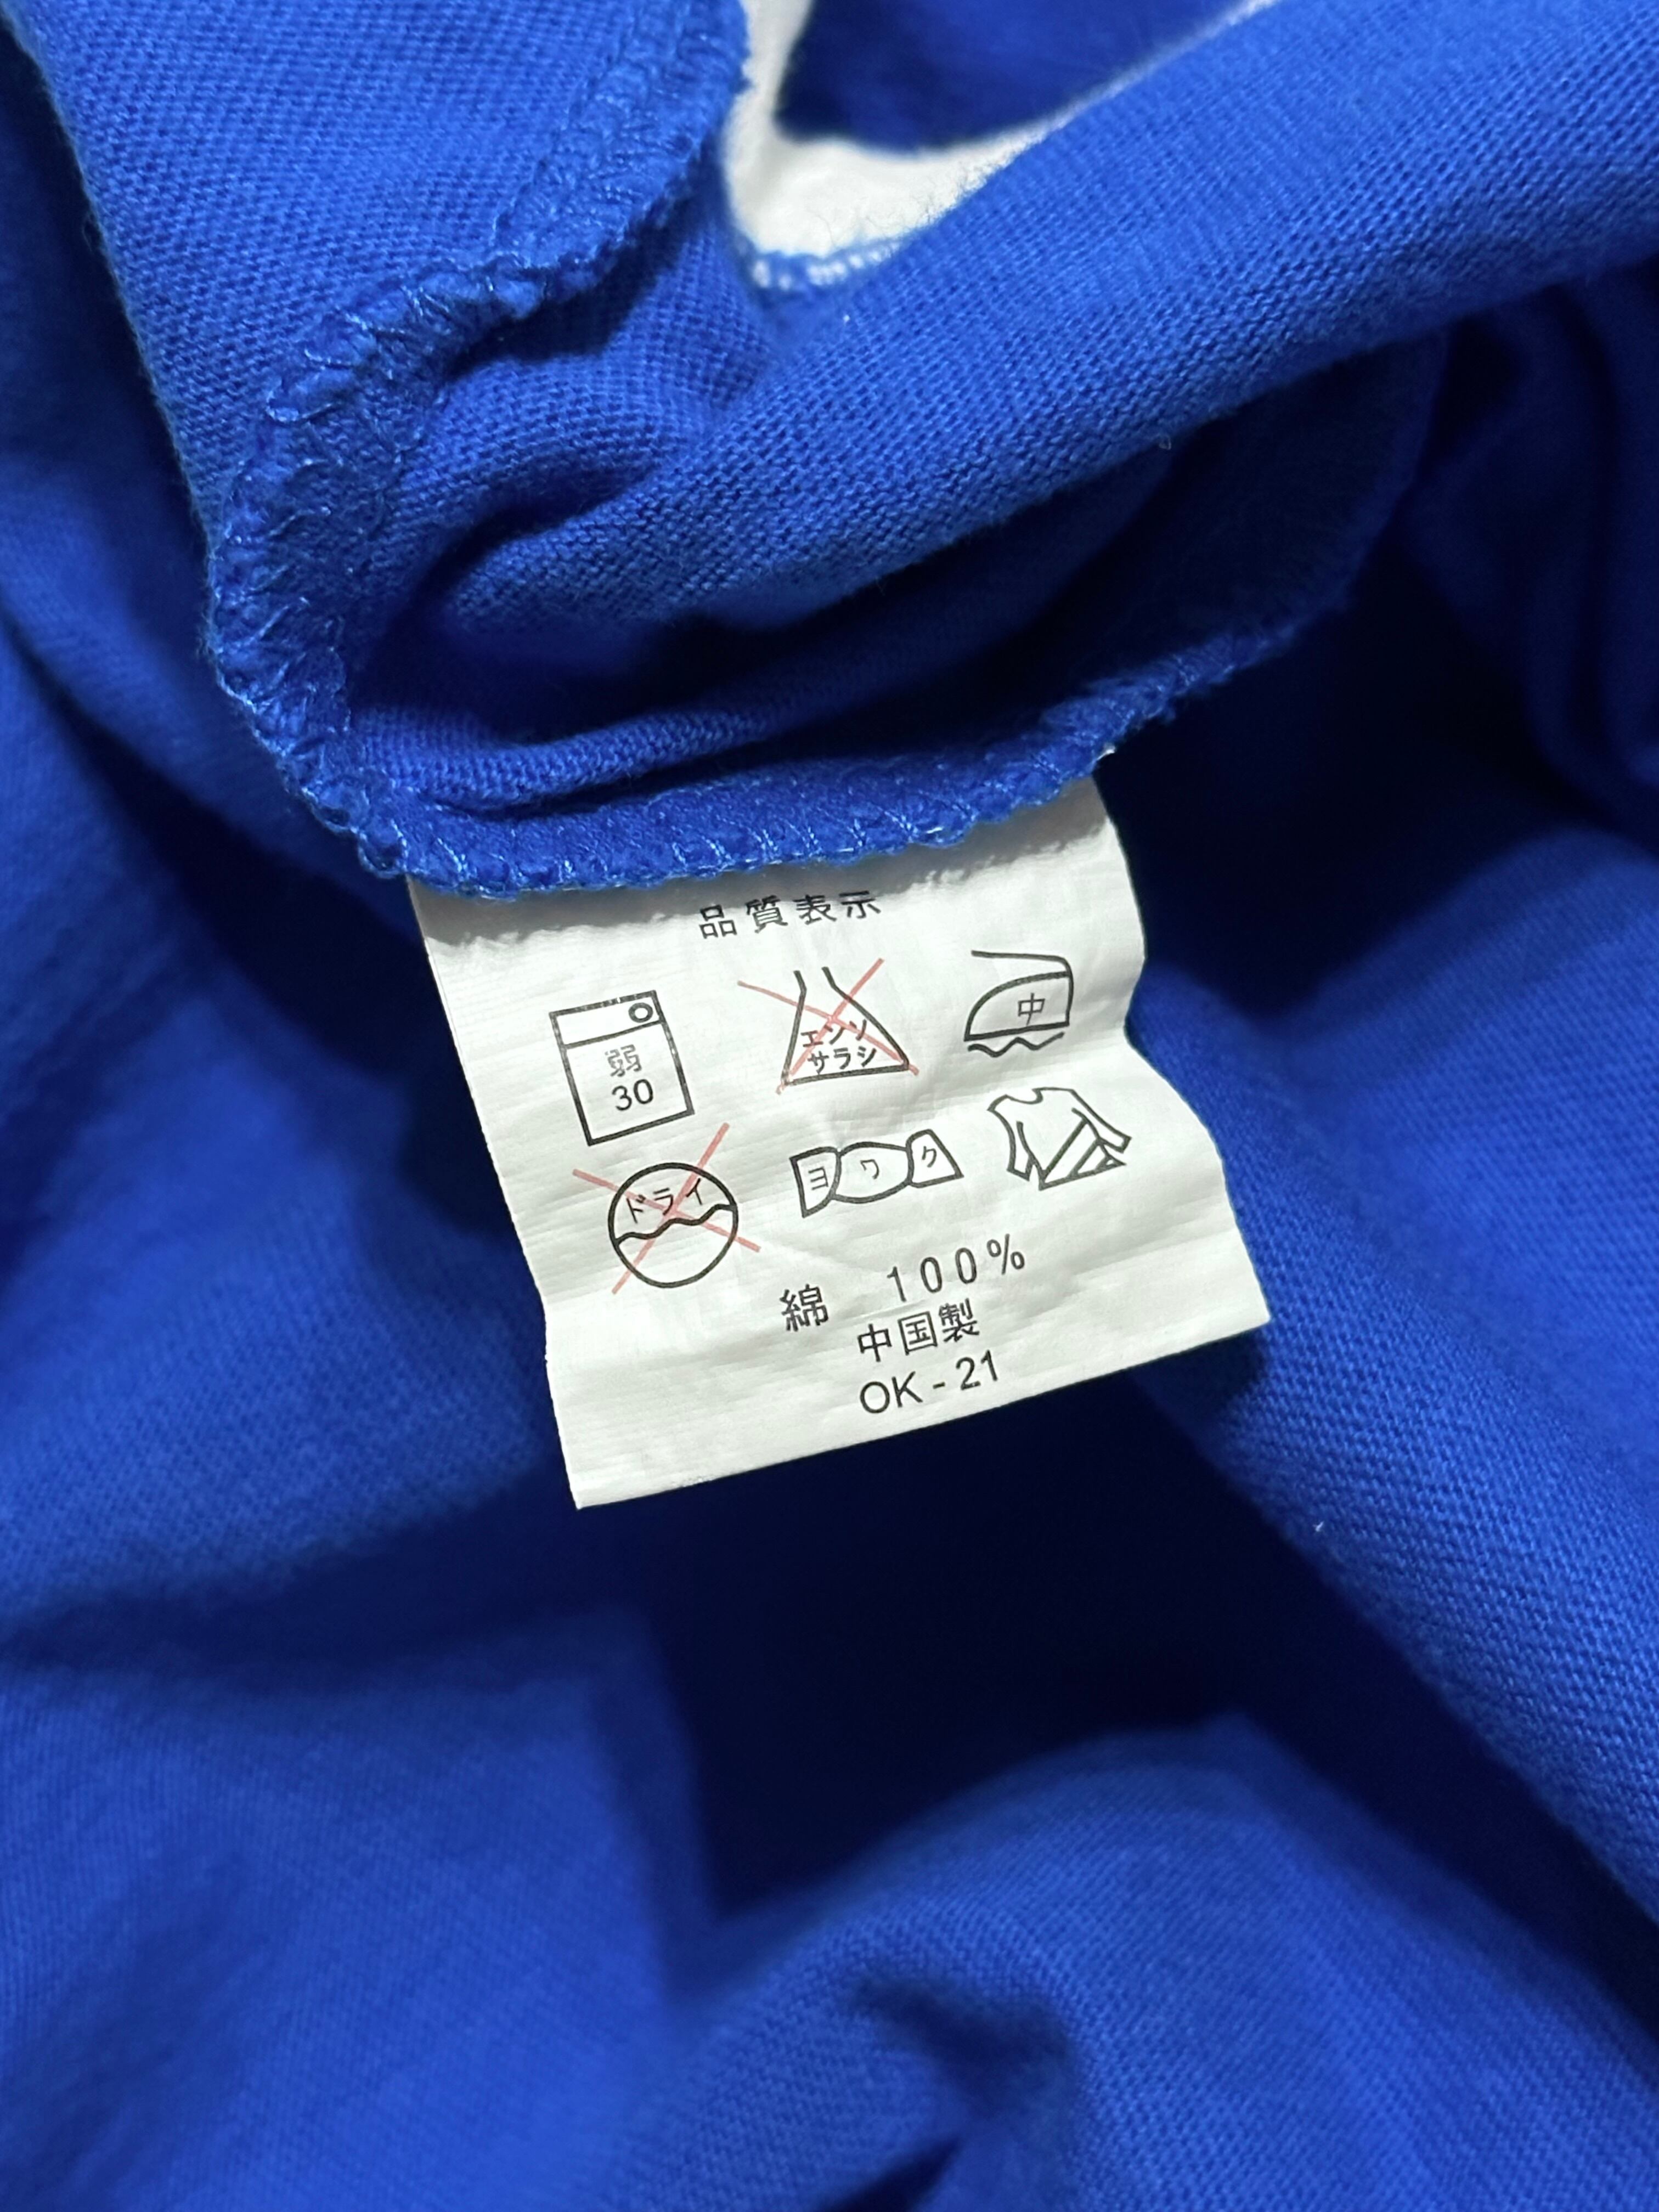 品質表示
弱
30
エンソ
サラシ
中
ドライ
ヨワク
綿 100%
中国製
OK-21